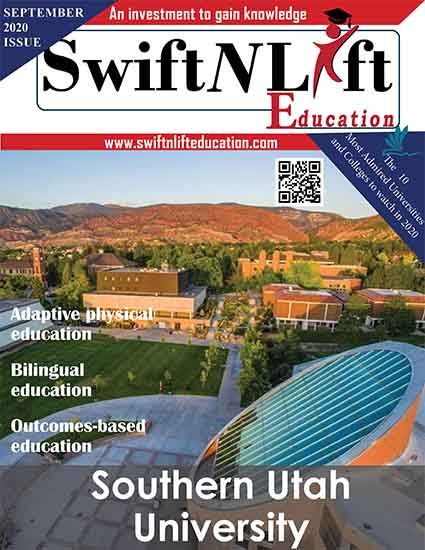 SEPTEMBER
2020
ISSUE
An investment to gain knowledge
SwiftNLift
Education
www.swiftnlifteducation.com
The 10
Most Admired Universities
and Colleges to watch in 2020
Adaptive physical
education
Bilingual
education
Outcomes-based
education
Southern Utah
University